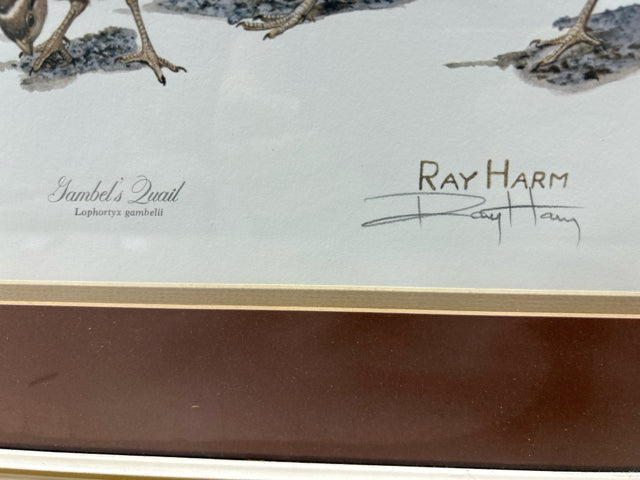 Gambel's Quail
Lophortyx gambelii
RAY HARM
Ray Harm